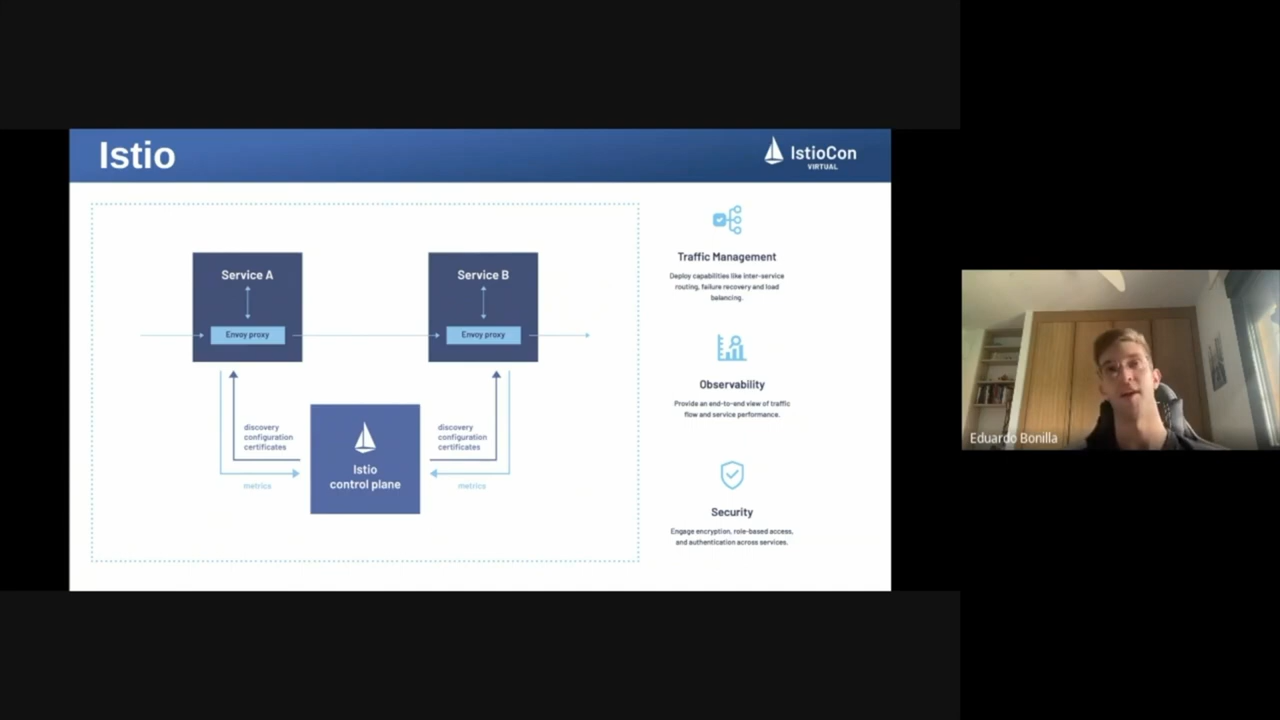 Istio
IstioCon
VIRTUAL
Service A
Envoy proxy
Service B
Envoy proxy
discovery
configuration
certificates
metrics
Istio
control plane
discovery
configuration
certificates
metrics
Traffic Management
Deploy capabilities like inter-service
routing, failure recovery and load
balancing.
Observability
Provide an end-to-end view of traffic
flow and service performance.
Security
Engage encryption, role-based access,
and authentication across services.
Eduardo Bonilla